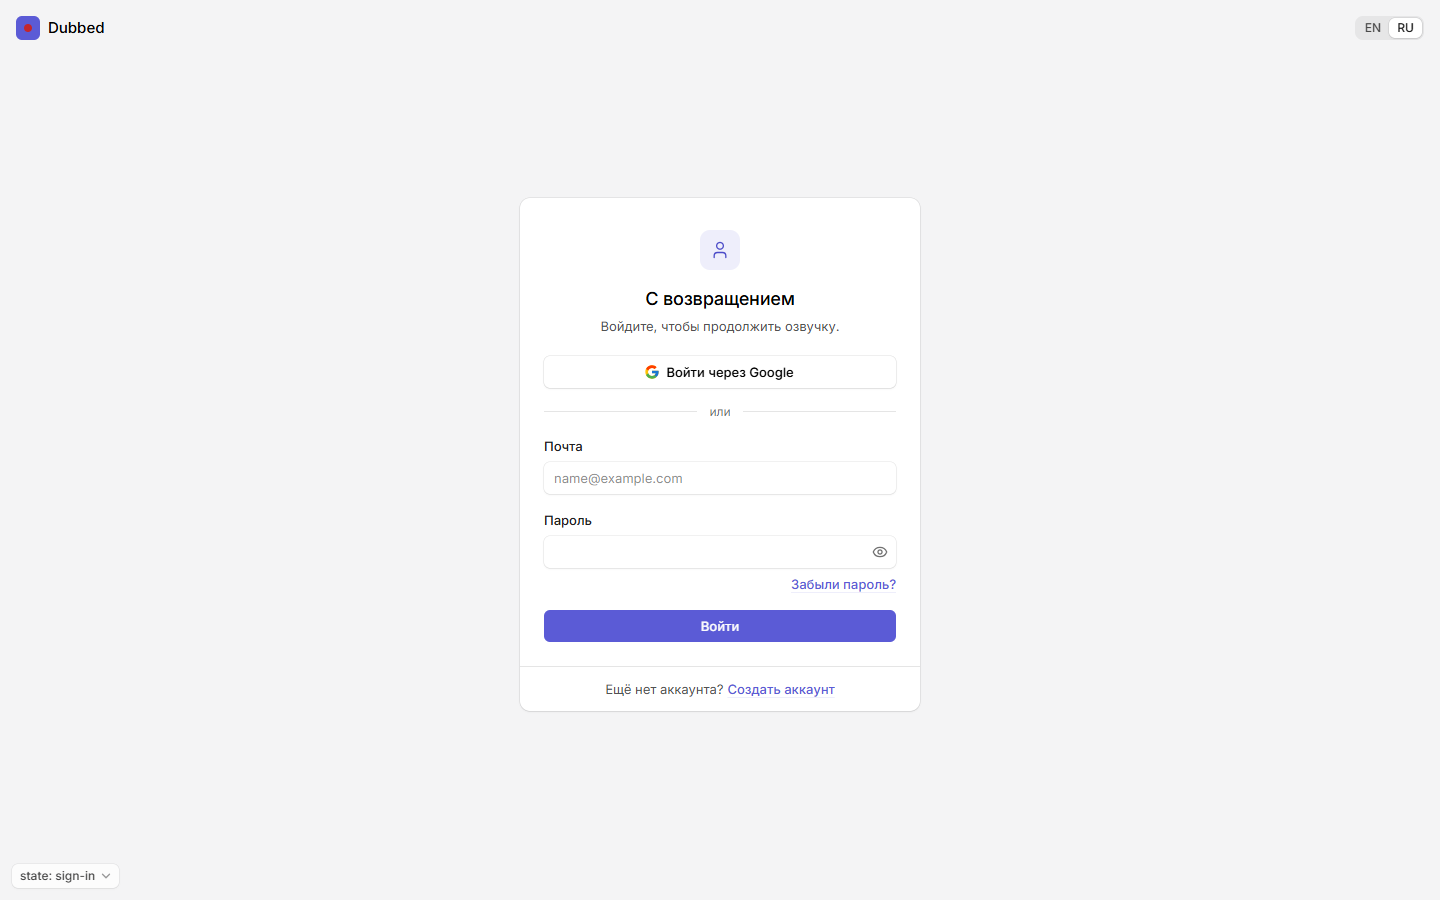 Dubbed
EN RU
С возвращением
Войдите, чтобы продолжить озвучку.
Войти через Google
или
Почта
name@example.com
Пароль
Забыли пароль?
Войти
Ещё нет аккаунта? Создать аккаунт
state: sign-in